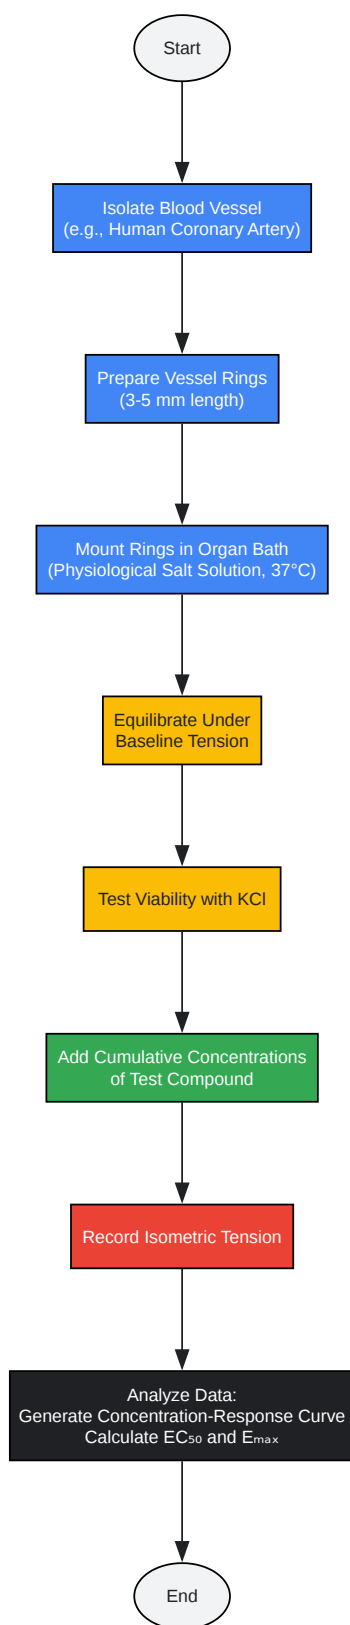 Start
Isolate Blood Vessel
(e.g., Human Coronary Artery)
Prepare Vessel Rings
(3-5 mm length)
Mount Rings in Organ Bath
(Physiological Salt Solution, 37°C)
Equilibrate Under
Baseline Tension
Test Viability with KCl
Add Cumulative Concentrations
of Test Compound
Record Isometric Tension
Analyze Data:
Generate Concentration-Response Curve
Calculate EC₅₀ and Eₘₐₓ
End